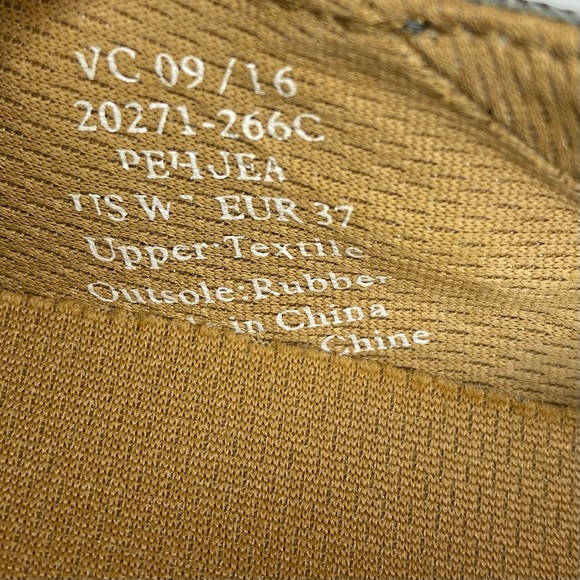 VC 09/16
20271-266C
PEHJEA
US W EUR 37
Upper:Textile
Outsole:Rubber
in China
Chine